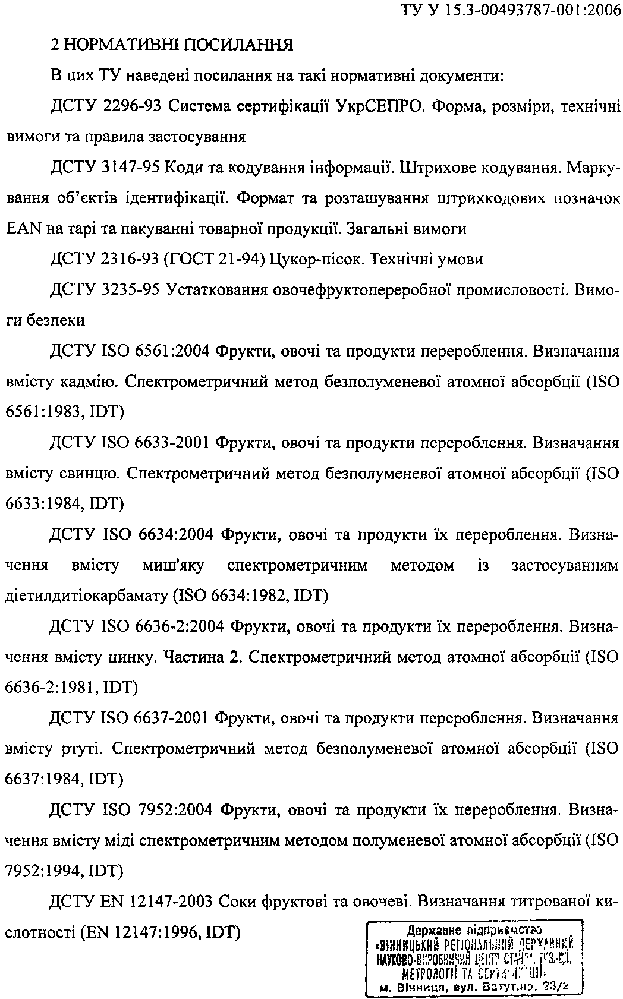 ТУ У 15.3-00493787-001:2006
2 НОРМАТИВНІ ПОСИЛАННЯ
В цих ТУ наведені посилання на такі нормативні документи:
ДСТУ 2296-93 Система сертифікації УкрСЕПРО. Форма, розміри, технічні
вимоги та правила застосування
ДСТУ 3147-95 Коди та кодування інформації. Штрихове кодування. Марку-
вання об’єктів ідентифікації. Формат та розташування штрихкодових позначок
EAN на тарі та пакуванні товарної продукції. Загальні вимоги
ДСТУ 2316-93 (ГОСТ 21-94) Цукор-пісок. Технічні умови
ДСТУ 3235-95 Устатковання овочефруктопереробної промисловості. Вимо-
ги безпеки
ДСТУ ISO 6561:2004 Фрукти, овочі та продукти перероблення. Визначання
вмісту кадмію. Спектрометричний метод безполуменевої атомної абсорбції (ISO
6561:1983, IDT)
ДСТУ ISO 6633-2001 Фрукти, овочі та продукти перероблення. Визначання
вмісту свинцю. Спектрометричний метод безполуменевої атомної абсорбції (ISO
6633:1984, IDT)
ДСТУ ISO 6634:2004 Фрукти, овочі та продукти їх перероблення. Визна-
чення вмісту миш'яку спектрометричним методом із застосуванням
діетилдитіокарбамату (ISO 6634:1982, IDT)
ДСТУ ISO 6636-2:2004 Фрукти, овочі та продукти їх перероблення. Визна-
чення вмісту цинку. Частина 2. Спектрометричний метод атомної абсорбції (ISO
6636-2:1981, IDT)
ДСТУ ISO 6637-2001 Фрукти, овочі та продукти перероблення. Визначання
вмісту ртуті. Спектрометричний метод безполуменевої атомної абсорбції (ISO
6637:1984, IDT)
ДСТУ ISO 7952:2004 Фрукти, овочі та продукти їх перероблення. Визна-
чення вмісту міді спектрометричним методом полуменевої атомної абсорбції (ISO
7952:1994, IDT)
ДСТУ EN 12147-2003 Соки фруктові та овочеві. Визначання титрованої ки-
слотності (EN 12147:1996, IDT)
Державне підприємство
«ВІННИЦЬКИЙ РЕГІОНАЛЬНИЙ ДЕРЖАВНИЙ
НАУКОВО-ВИРОБНИЧИЙ ЦЕНТР
МЕТРОЛОГІЇ ТА
м. Вінниця, вул. Ватутіна, 23/2